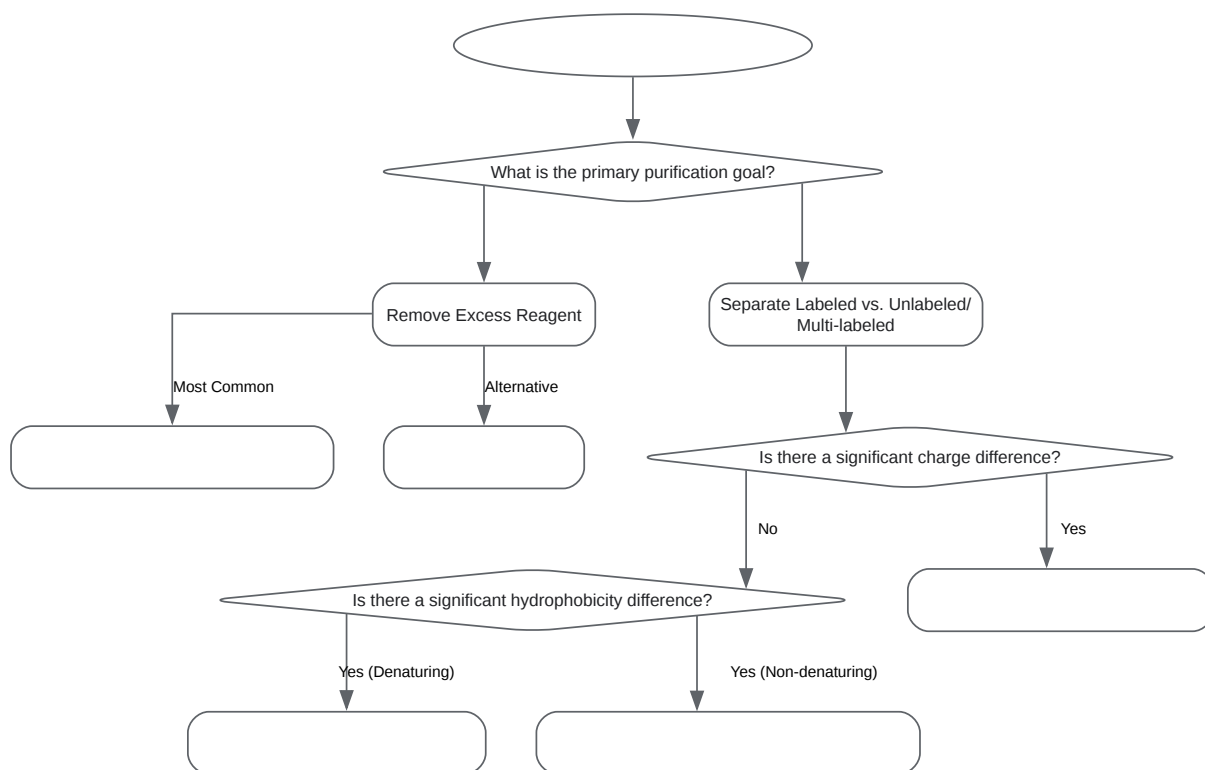 What is the primary purification goal?
Remove Excess Reagent
Separate Labeled vs. Unlabeled/
Multi-labeled
Most Common
Alternative
Is there a significant charge difference?
No
Yes
Is there a significant hydrophobicity difference?
Yes (Denaturing)
Yes (Non-denaturing)